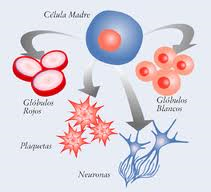 Célula Madre
Glóbulos
Rojos
Glóbulos
Blancos
Plaquetas
Neuronas